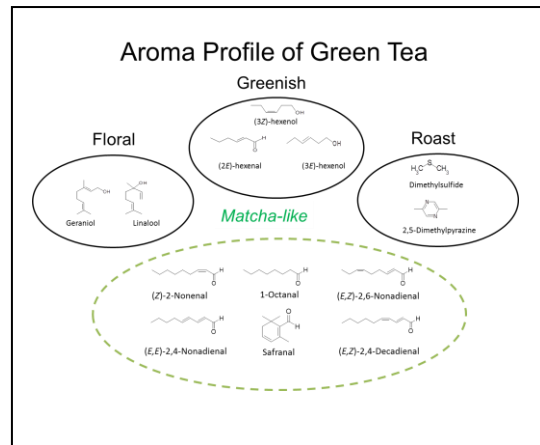 Aroma Profile of Green Tea
Greenish
(3Z)-hexenol
OH
(2E)-hexenal
H
O
(3E)-hexenol
OH
Floral
OH
Geraniol
OH
Linalool
Roast
H₃C S CH₃
Dimethylsulfide
N
N
2,5-Dimethylpyrazine
Matcha-like
H
O
(Z)-2-Nonenal
H
O
1-Octanal
H
O
(E,Z)-2,6-Nonadienal
H
O
(E,E)-2,4-Nonadienal
O
H
Safranal
H
O
(E,Z)-2,4-Decadienal